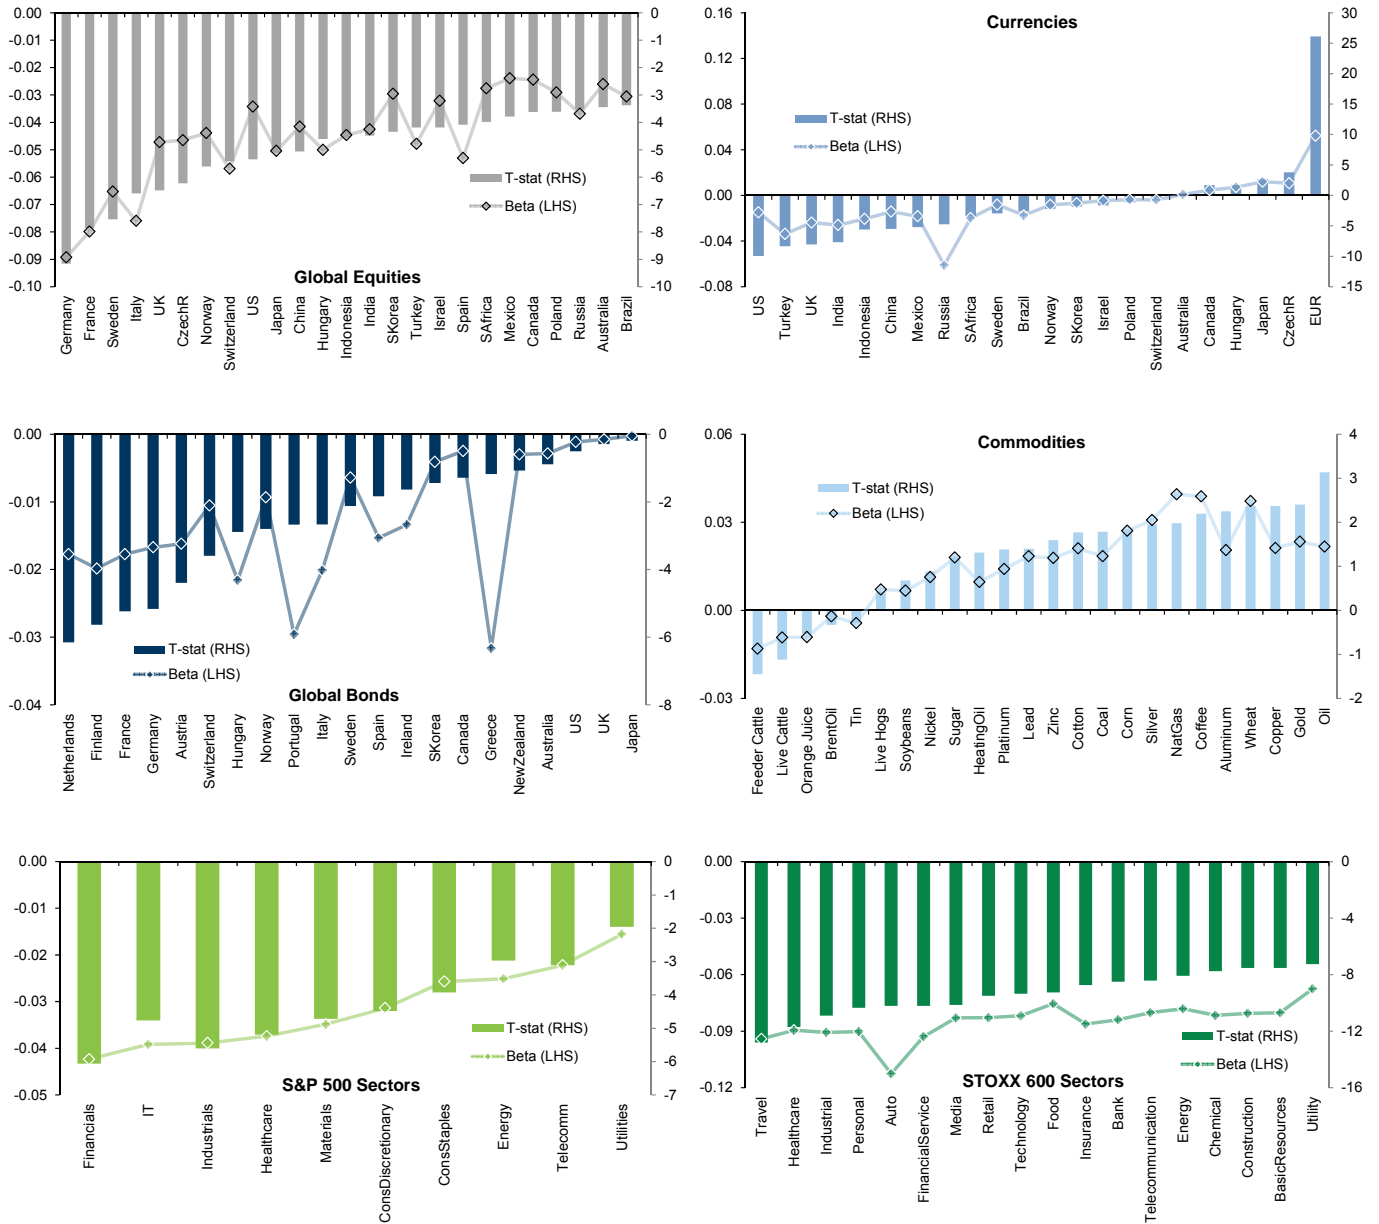 0.00
-0.01
-0.02
-0.03
-0.04
-0.05
-0.06
-0.07
-0.08
-0.09
-0.10
0
-1
-2
-3
-4
-5
-6
-7
-8
-9
-10
T-stat (RHS)
Beta (LHS)
Global Equities
Germany
France
Sweden
Italy
UK
CzechR
Norway
Switzerland
US
Japan
China
Hungary
Indonesia
India
SKorea
Turkey
Israel
Spain
SAfrica
Mexico
Canada
Poland
Russia
Australia
Brazil
Currencies
0.16
0.12
0.08
0.04
0.00
-0.04
-0.08
30
25
20
15
10
5
0
-5
-10
-15
T-stat (RHS)
Beta (LHS)
US
Turkey
UK
India
Indonesia
China
Mexico
Russia
SAfrica
Sweden
Brazil
Norway
SKorea
Israel
Poland
Switzerland
Australia
Canada
Hungary
Japan
CzechR
EUR
0.00
-0.01
-0.02
-0.03
-0.04
0
-2
-4
-6
-8
T-stat (RHS)
Beta (LHS)
Global Bonds
Netherlands
Finland
France
Germany
Austria
Switzerland
Hungary
Norway
Portugal
Italy
Sweden
Spain
Ireland
SKorea
Canada
Greece
NewZealand
Australia
US
UK
Japan
Commodities
0.06
0.03
0.00
-0.03
4
3
2
1
0
-1
-2
T-stat (RHS)
Beta (LHS)
Feeder Cattle
Live Cattle
Orange Juice
BrentOil
Tin
Live Hogs
Soybeans
Nickel
Sugar
HeatingOil
Platinum
Lead
Zinc
Cotton
Coal
Corn
Silver
NatGas
Coffee
Aluminum
Wheat
Copper
Gold
Oil
0.00
-0.01
-0.02
-0.03
-0.04
-0.05
0
-1
-2
-3
-4
-5
-6
-7
T-stat (RHS)
Beta (LHS)
S&P 500 Sectors
Financials
IT
Industrials
Healthcare
Materials
ConsDiscretionary
ConsStaples
Energy
Telecomm
Utilities
0.00
-0.03
-0.06
-0.09
-0.12
0
-4
-8
-12
-16
T-stat (RHS)
Beta (LHS)
STOXX 600 Sectors
Travel
Healthcare
Industrial
Personal
Auto
FinancialService
Media
Retail
Technology
Food
Insurance
Bank
Telecommunication
Energy
Chemical
Construction
BasicResources
Utility